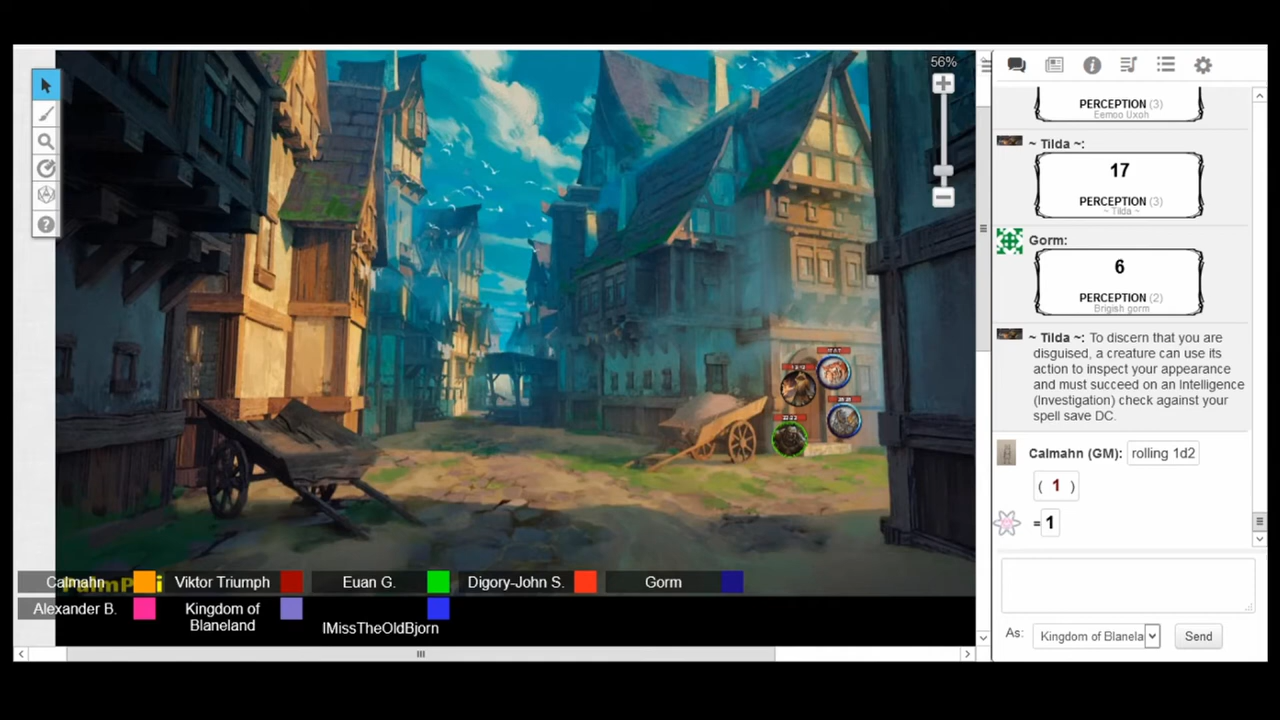 56%
PERCEPTION (3)
Eemoo Uxoh
~ Tilda ~:
17
PERCEPTION (3)
~ Tilda ~
Gorm:
6
PERCEPTION (2)
Brigish gorm
~ Tilda ~: To discern that you are
disguised, a creature can use its
action to inspect your appearance
and must succeed on an Intelligence
(Investigation) check against your
spell save DC.
Calmahn (GM): rolling 1d2
( 1 )
= 1
Calmahn
Viktor Triumph
Euan G.
Digory-John S.
Gorm
Alexander B.
Kingdom of
Blaneland
IMissTheOldBjorn
As: Kingdom of Blanela
Send